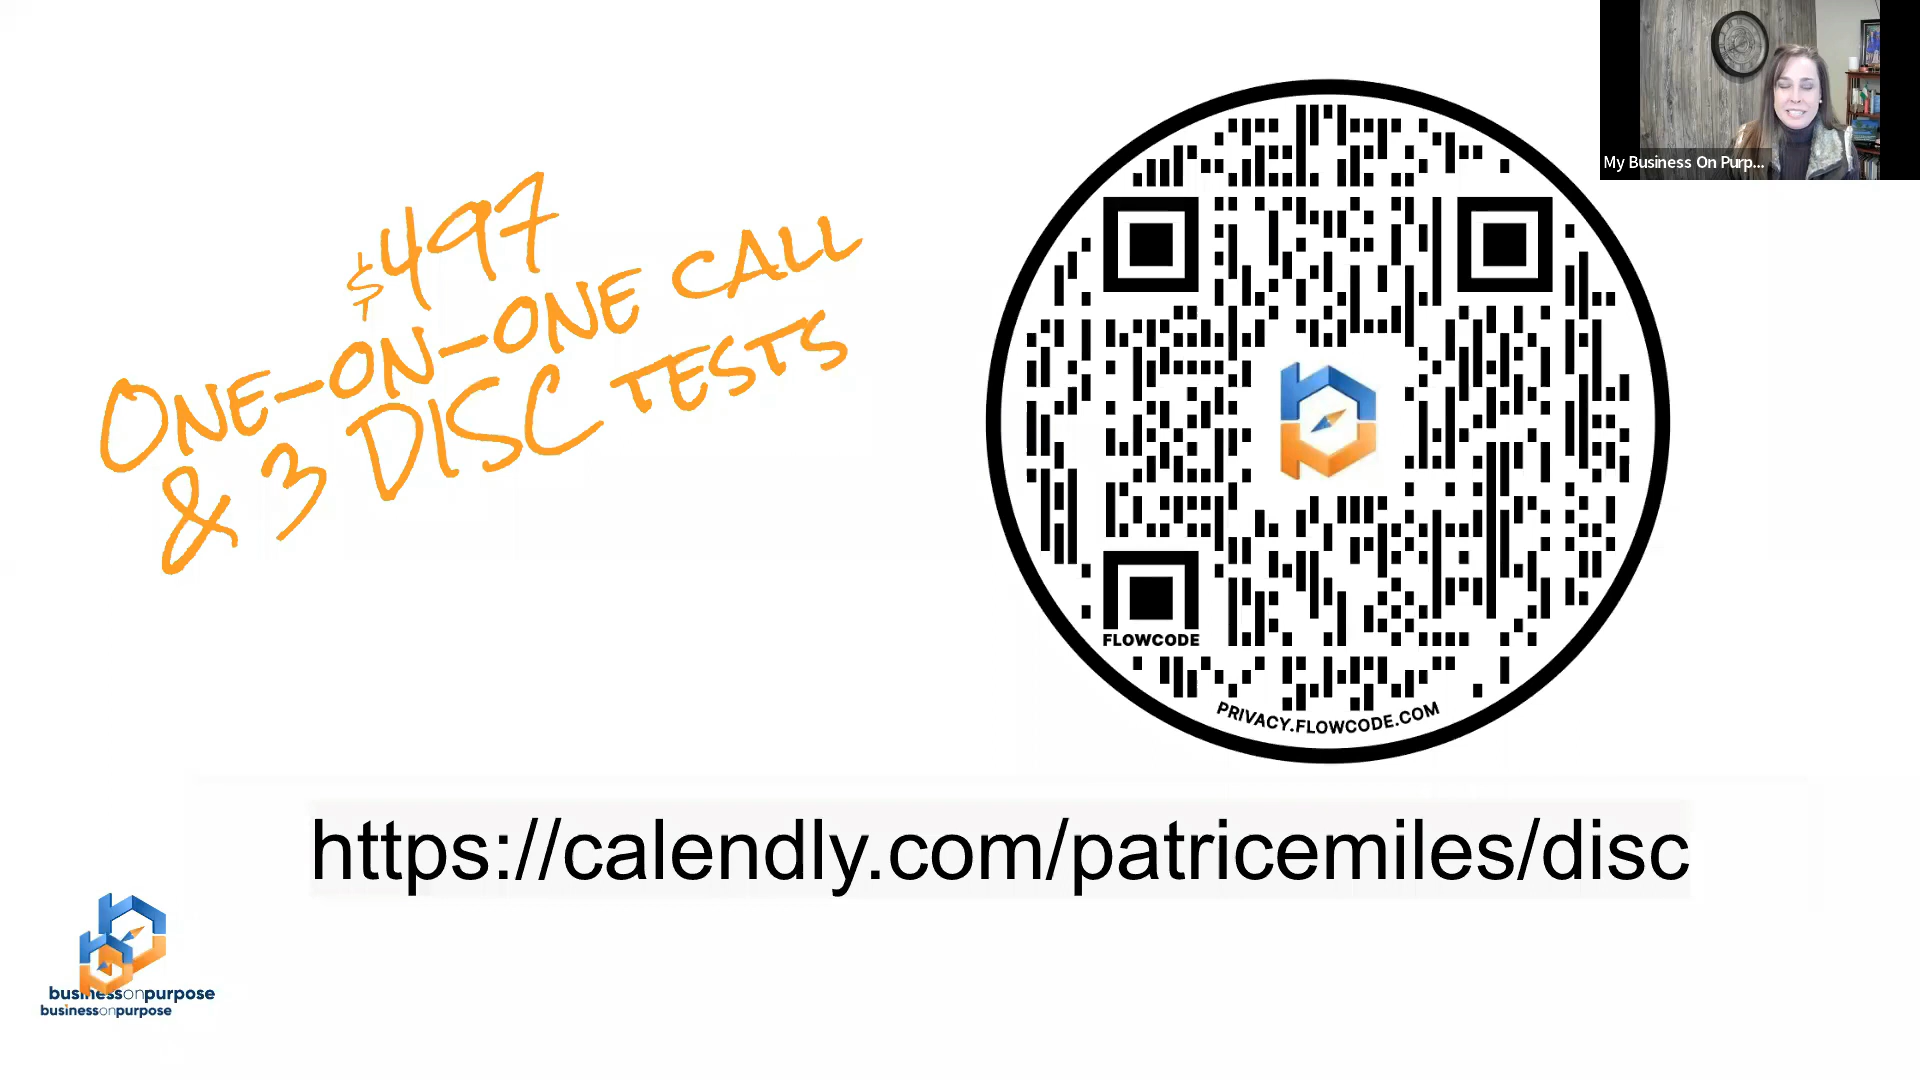 $497
ONE-ON-ONE CALL
& 3 DISC TESTS
My Business On Purp...
FLOWCODE
PRIVACY.FLOWCODE.COM
https://calendly.com/patricemiles/disc
businessonpurpose
businessonpurpose